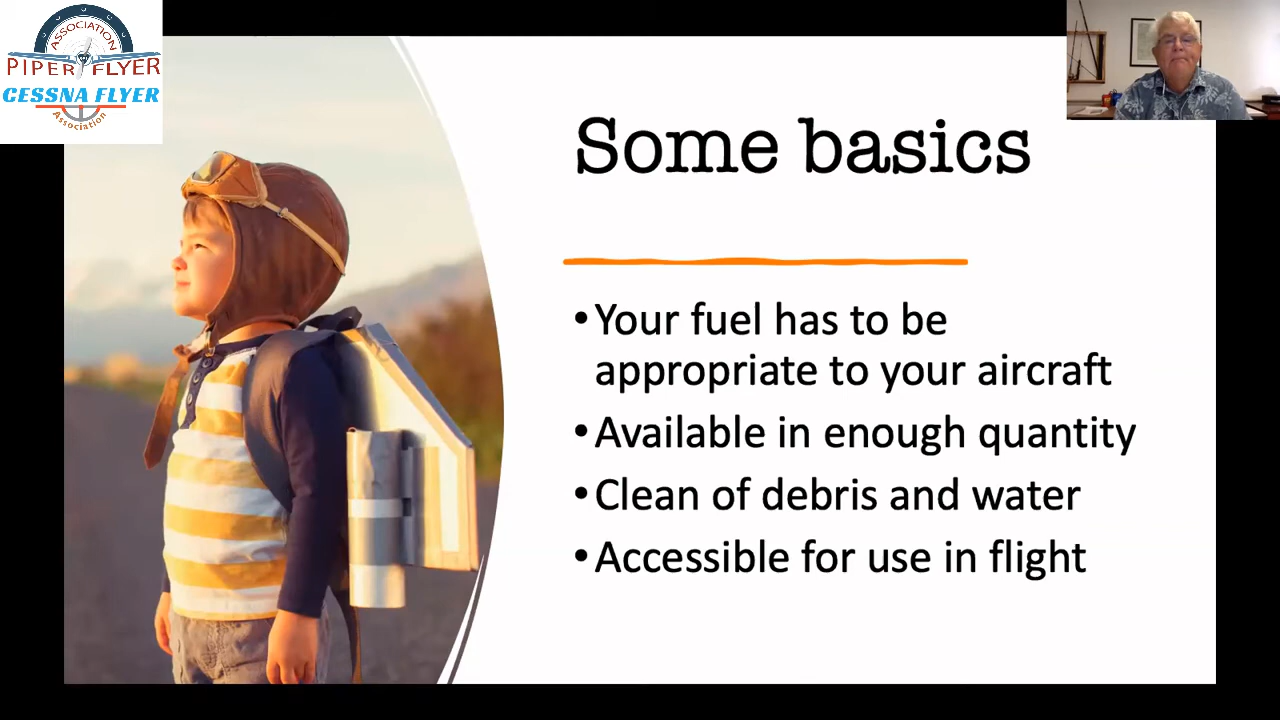 ASSOCIATION
PIPER FLYER
CESSNA FLYER
Association
Some basics
• Your fuel has to be
appropriate to your aircraft
• Available in enough quantity
• Clean of debris and water
• Accessible for use in flight